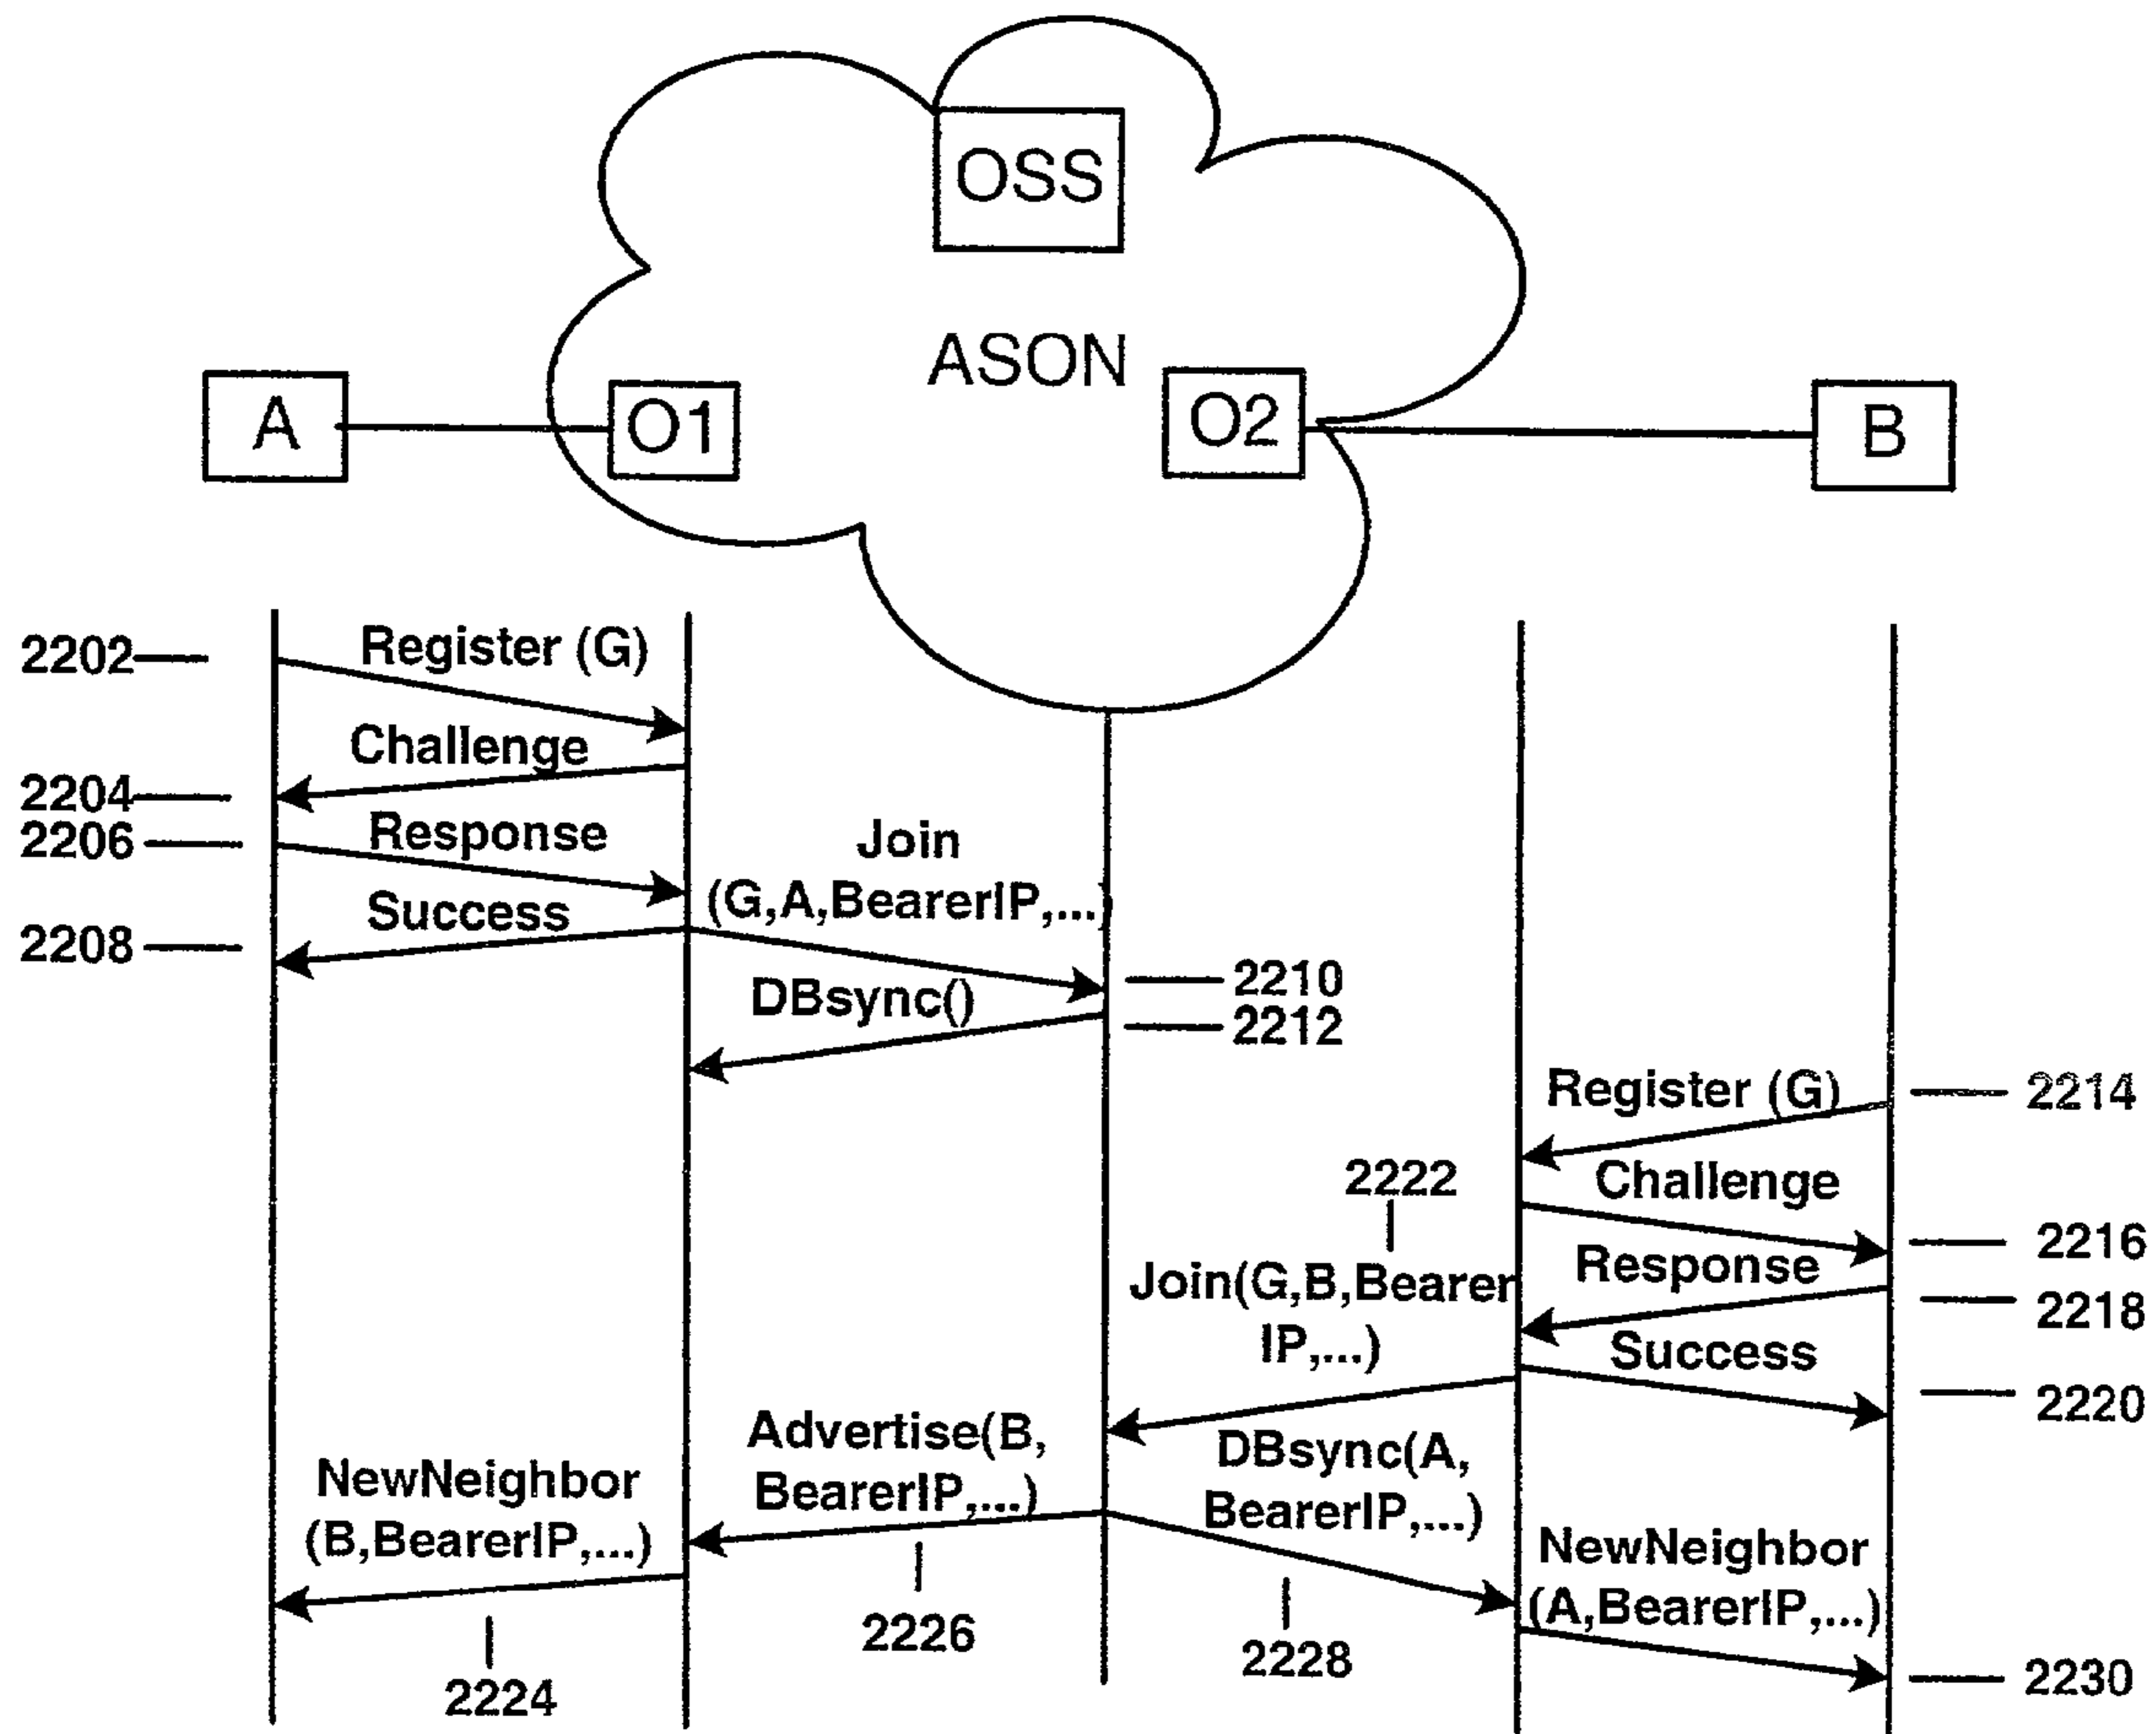 OSS
ASON
A
O1
O2
B
2202
Register (G)
Challenge
2204
2206
Response
Join
(G,A,BearerIP,...)
Success
2208
2210
DBsync()
2212
Register (G)
2214
2222
Challenge
2216
Join(G,B,Bearer
IP,...)
Response
2218
Success
2220
Advertise(B,
BearerIP,...)
DBsync(A,
BearerIP,...)
NewNeighbor
(B,BearerIP,...)
NewNeighbor
(A,BearerIP,...)
2226
2228
2224
2230